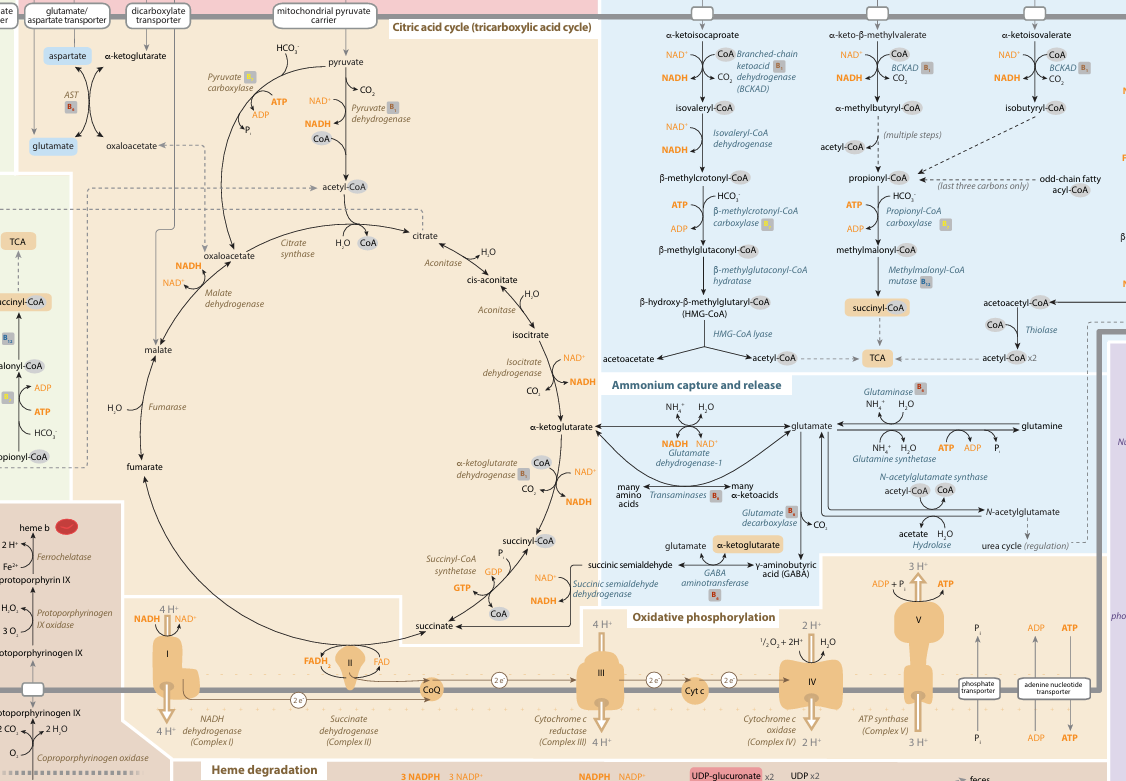 glutamate/
aspartate transporter
dicarboxylate
transporter
mitochondrial pyruvate
carrier
Citric acid cycle (tricarboxylic acid cycle)
aspartate
α-ketoglutarate
AST
B6
glutamate
oxaloacetate
HCO3-
pyruvate
Pyruvate
carboxylase
ATP
ADP
Pi
CO2
NAD+
NADH
Pyruvate
dehydrogenase
CoA
acetyl-CoA
H2O
CoA
citrate
Citrate
synthase
oxaloacetate
NADH
NAD+
Malate
dehydrogenase
Aconitase
H2O
cis-aconitate
Aconitase
H2O
isocitrate
Isocitrate
dehydrogenase
NAD+
NADH
CO2
malate
H2O
Fumarase
fumarate
α-ketoglutarate
α-ketoglutarate
dehydrogenase
CoA
NAD+
CO2
NADH
succinyl-CoA
Succinyl-CoA
synthetase
Pi
GDP
GTP
CoA
succinate
NAD+
NADH
Succinic semialdehyde
dehydrogenase
succinic semialdehyde
TCA
succinyl-CoA
B12
alonyl-CoA
ADP
ATP
HCO3-
opionyl-CoA
α-ketoisocaproate
NAD+
NADH
CoA
CO2
Branched-chain
ketoacid
dehydrogenase
(BCKAD)
isovaleryl-CoA
NAD+
NADH
Isovaleryl-CoA
dehydrogenase
β-methylcrotonyl-CoA
ATP
ADP
HCO3-
β-methylcrotonyl-CoA
carboxylase
β-methylglutaconyl-CoA
β-methylglutaconyl-CoA
hydratase
β-hydroxy-β-methylglutaryl-CoA
(HMG-CoA)
HMG-CoA lyase
acetoacetate
acetyl-CoA
α-keto-β-methylvalerate
NAD+
NADH
CoA
BCKAD
CO2
α-methylbutyryl-CoA
(multiple steps)
acetyl-CoA
propionyl-CoA
ATP
ADP
HCO3-
Propionyl-CoA
carboxylase
methylmalonyl-CoA
Methylmalonyl-CoA
mutase B12
succinyl-CoA
TCA
α-ketoisovalerate
NAD+
NADH
CoA
BCKAD
CO2
isobutyryl-CoA
(last three carbons only)
odd-chain fatty
acyl-CoA
acetoacetyl-CoA
CoA
Thiolase
acetyl-CoA x2
Ammonium capture and release
NH4+
H2O
NADH
NAD+
Glutamate
dehydrogenase-1
many
amino
acids
Transaminases B6
many
α-ketoacids
glutamate
Glutaminase B6
NH4+
H2O
glutamine
NH4+
H2O
ATP
ADP
Pi
Glutamine synthetase
N-acetylglutamate synthase
acetyl-CoA
CoA
N-acetylglutamate
acetate
H2O
Hydrolase
urea cycle (regulation)
Glutamate
decarboxylase
B6
CO2
glutamate
α-ketoglutarate
γ-aminobutyric
acid (GABA)
GABA
aminotransferase
B6
heme b
2 H+
Ferrochelatase
Fe2+
protoporphyrin IX
H2O2
Protoporphyrinogen
IX oxidase
3 O2
protoporphyrinogen IX
otoporphyrinogen IX
2 CO2
2 H2O
O2
Coproporphyrinogen oxidase
Oxidative phosphorylation
4 H+
NADH
NAD+
I
4 H+
NADH
dehydrogenase
(Complex I)
2 e-
FADH2
II
FAD
Succinate
dehydrogenase
(Complex II)
CoQ
2 e-
4 H+
III
Cytochrome c
reductase
(Complex III)
4 H+
2 e-
Cyt c
2 e-
2 H+
1/2 O2 + 2H+
H2O
IV
Cytochrome c
oxidase
(Complex IV)
2 H+
3 H+
ADP + Pi
ATP
V
ATP synthase
(Complex V)
3 H+
Pi
phosphate
transporter
Pi
ADP
ATP
adenine nucleotide
transporter
ADP
ATP
Heme degradation
3 NADPH
3 NADP+
NADPH
NADP+
UDP-glucuronate x2
UDP x2
feces